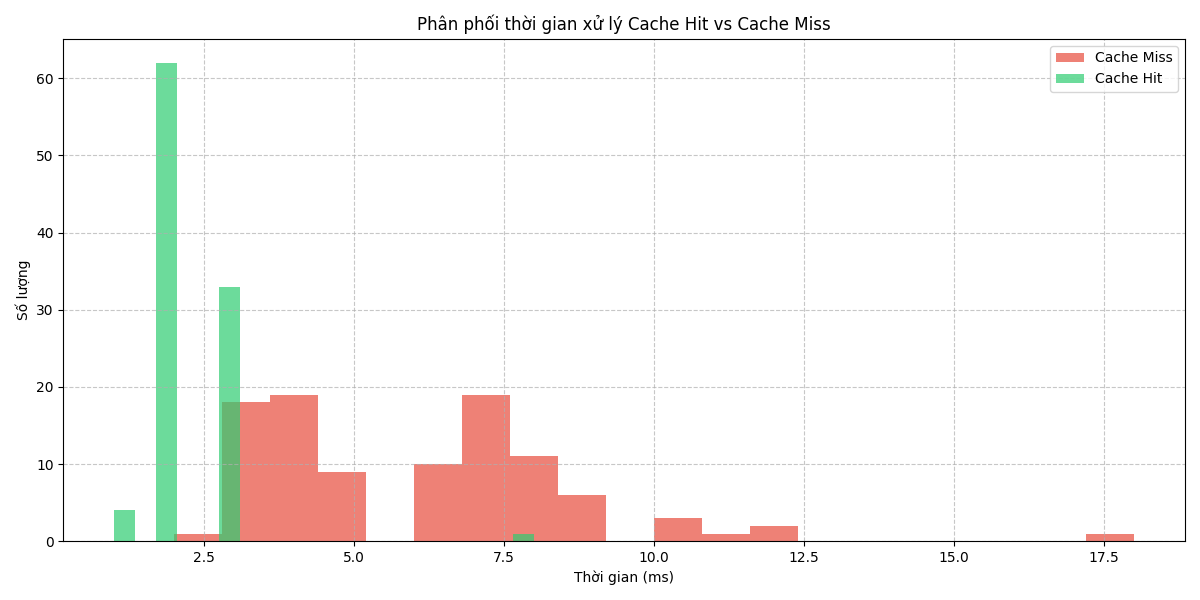 Phân phối thời gian xử lý Cache Hit vs Cache Miss
Cache Miss
Cache Hit
Số lượng
60
50
40
30
20
10
0
2.5 5.0 7.5 10.0 12.5 15.0 17.5
Thời gian (ms)